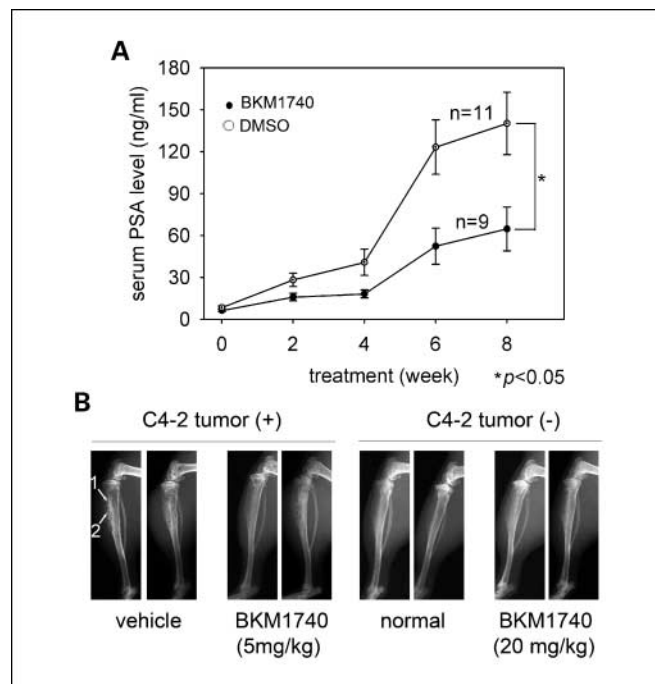 A
180
150
120
90
60
30
0
serum PSA level (ng/ml)
BKM1740
DMSO
n=11
n=9
*
0 2 4 6 8
treatment (week) *p<0.05
B
C4-2 tumor (+) C4-2 tumor (-)
1
2
vehicle BKM1740 normal BKM1740
(5mg/kg) (20 mg/kg)